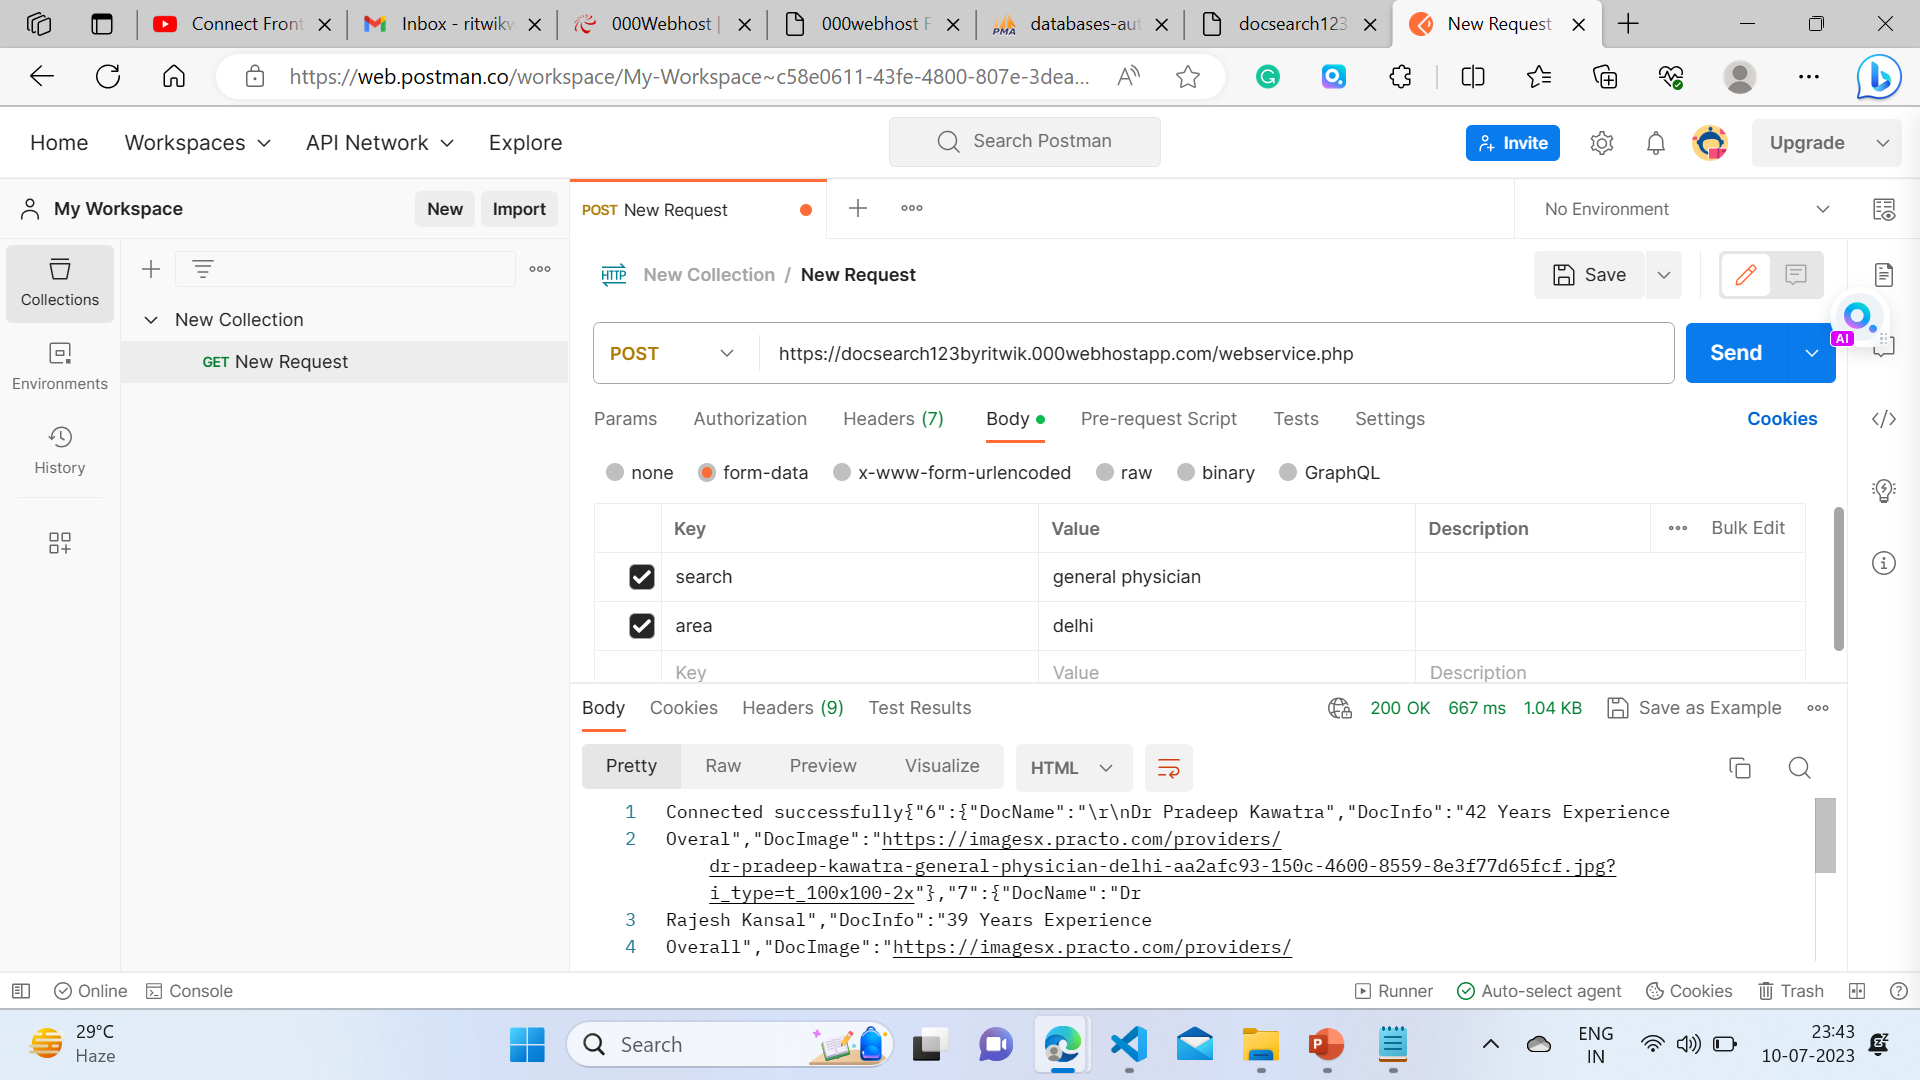 Connect Front
Inbox - ritwikw
000Webhost |
000webhost F
databases-aut
docsearch123
New Request
https://web.postman.co/workspace/My-Workspace~c58e0611-43fe-4800-807e-3dea...
Home
Workspaces
API Network
Explore
Search Postman
Invite
Upgrade
My Workspace
New
Import
POST New Request
No Environment
Collections
Environments
History
New Collection
GET New Request
HTTP
New Collection / New Request
Save
POST
https://docsearch123byritwik.000webhostapp.com/webservice.php
Send
AI
Params
Authorization
Headers (7)
Body
Pre-request Script
Tests
Settings
Cookies
none
form-data
x-www-form-urlencoded
raw
binary
GraphQL
Key
Value
Description
Bulk Edit
search
general physician
area
delhi
Key
Value
Description
Body
Cookies
Headers (9)
Test Results
200 OK
667 ms
1.04 KB
Save as Example
Pretty
Raw
Preview
Visualize
HTML
1 Connected successfully{"6":{"DocName":"\r\nDr Pradeep Kawatra","DocInfo":"42 Years Experience
2 Overal","DocImage":"https://imagesx.practo.com/providers/
dr-pradeep-kawatra-general-physician-delhi-aa2afc93-150c-4600-8559-8e3f77d65fcf.jpg?
i_type=t_100x100-2x"},"7":{"DocName":"Dr
3 Rajesh Kansal","DocInfo":"39 Years Experience
4 Overall","DocImage":"https://imagesx.practo.com/providers/
Online
Console
Runner
Auto-select agent
Cookies
Trash
29°C
Haze
Search
ENG
IN
23:43
10-07-2023